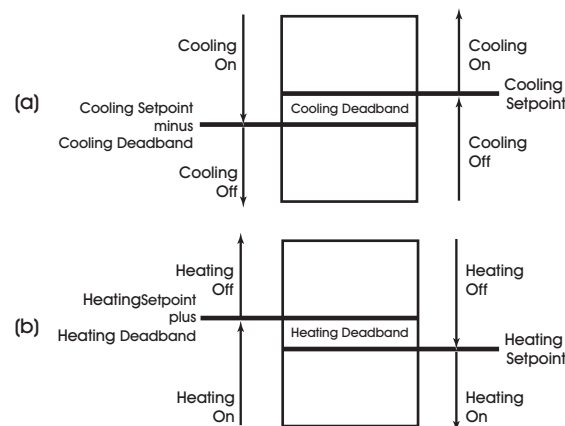 Cooling
On
Cooling
On
(a)
Cooling Setpoint
minus
Cooling Deadband
Cooling Deadband
Cooling
Setpoint
Cooling
Off
Cooling
Off
Heating
Off
Heating
Off
(b)
HeatingSetpoint
plus
Heating Deadband
Heating Deadband
Heating
Setpoint
Heating
On
Heating
On